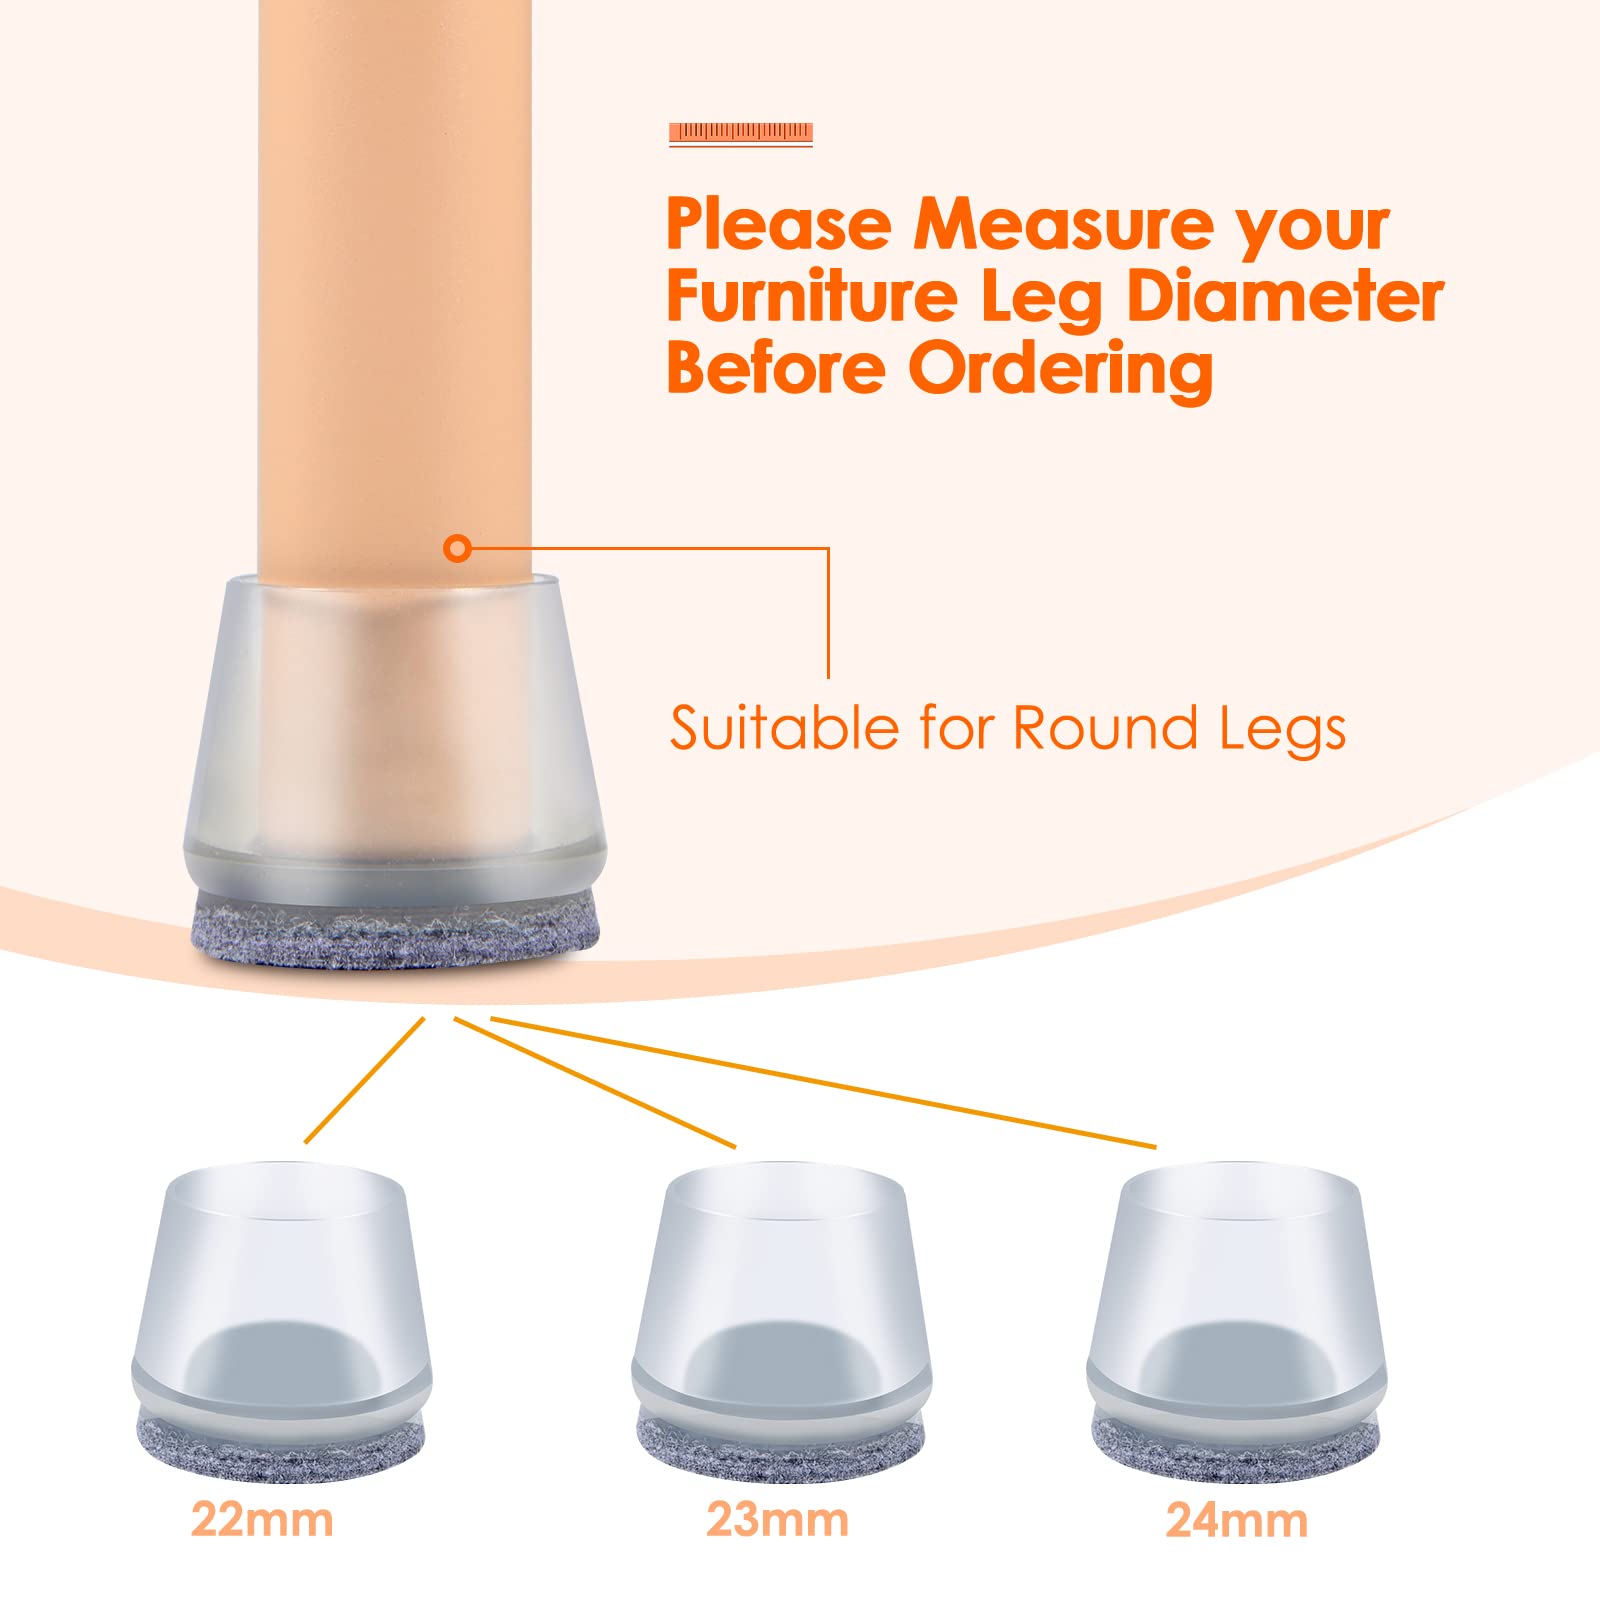 Please Measure your
Furniture Leg Diameter
Before Ordering
Suitable for Round Legs
22mm
23mm
24mm